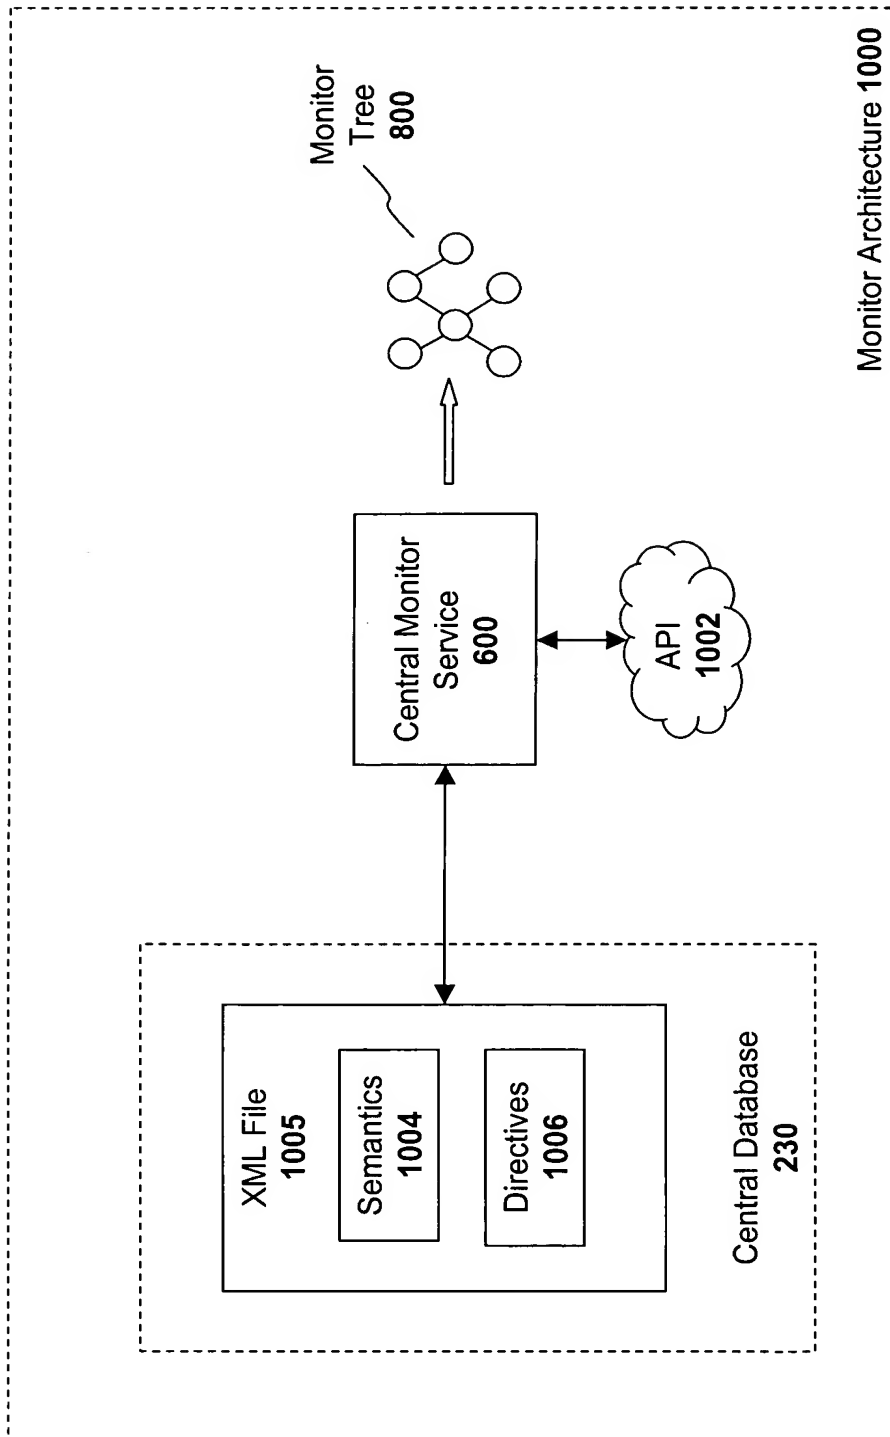 XML File
1005
Semantics
1004
Directives
1006
Central Database
230
Central Monitor
Service
600
API
1002
Monitor
Tree
800
Monitor Architecture 1000